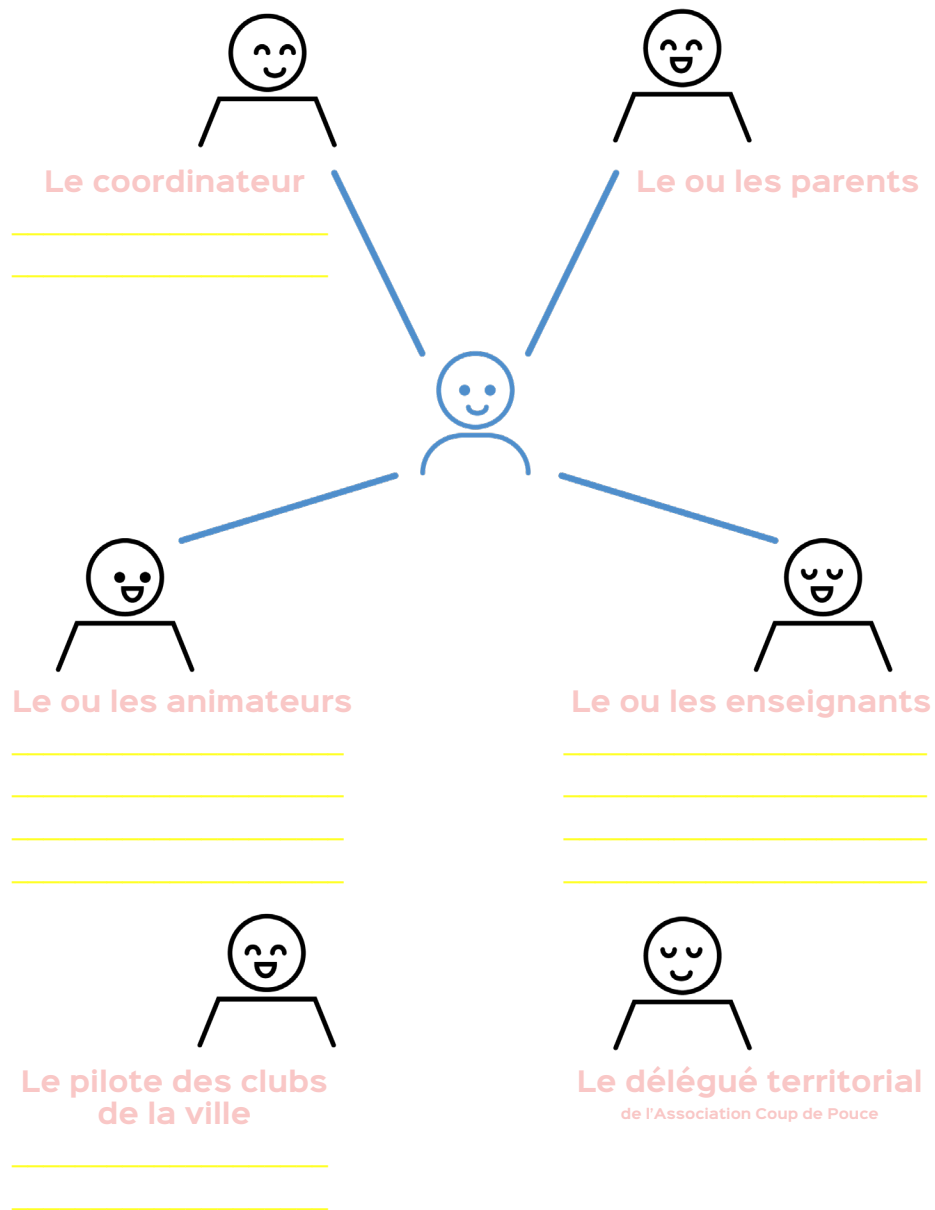 Le coordinateur
Le ou les parents
Le ou les animateurs
Le ou les enseignants
Le pilote des clubs
de la ville
Le délégué territorial
de l'Association Coup de Pouce